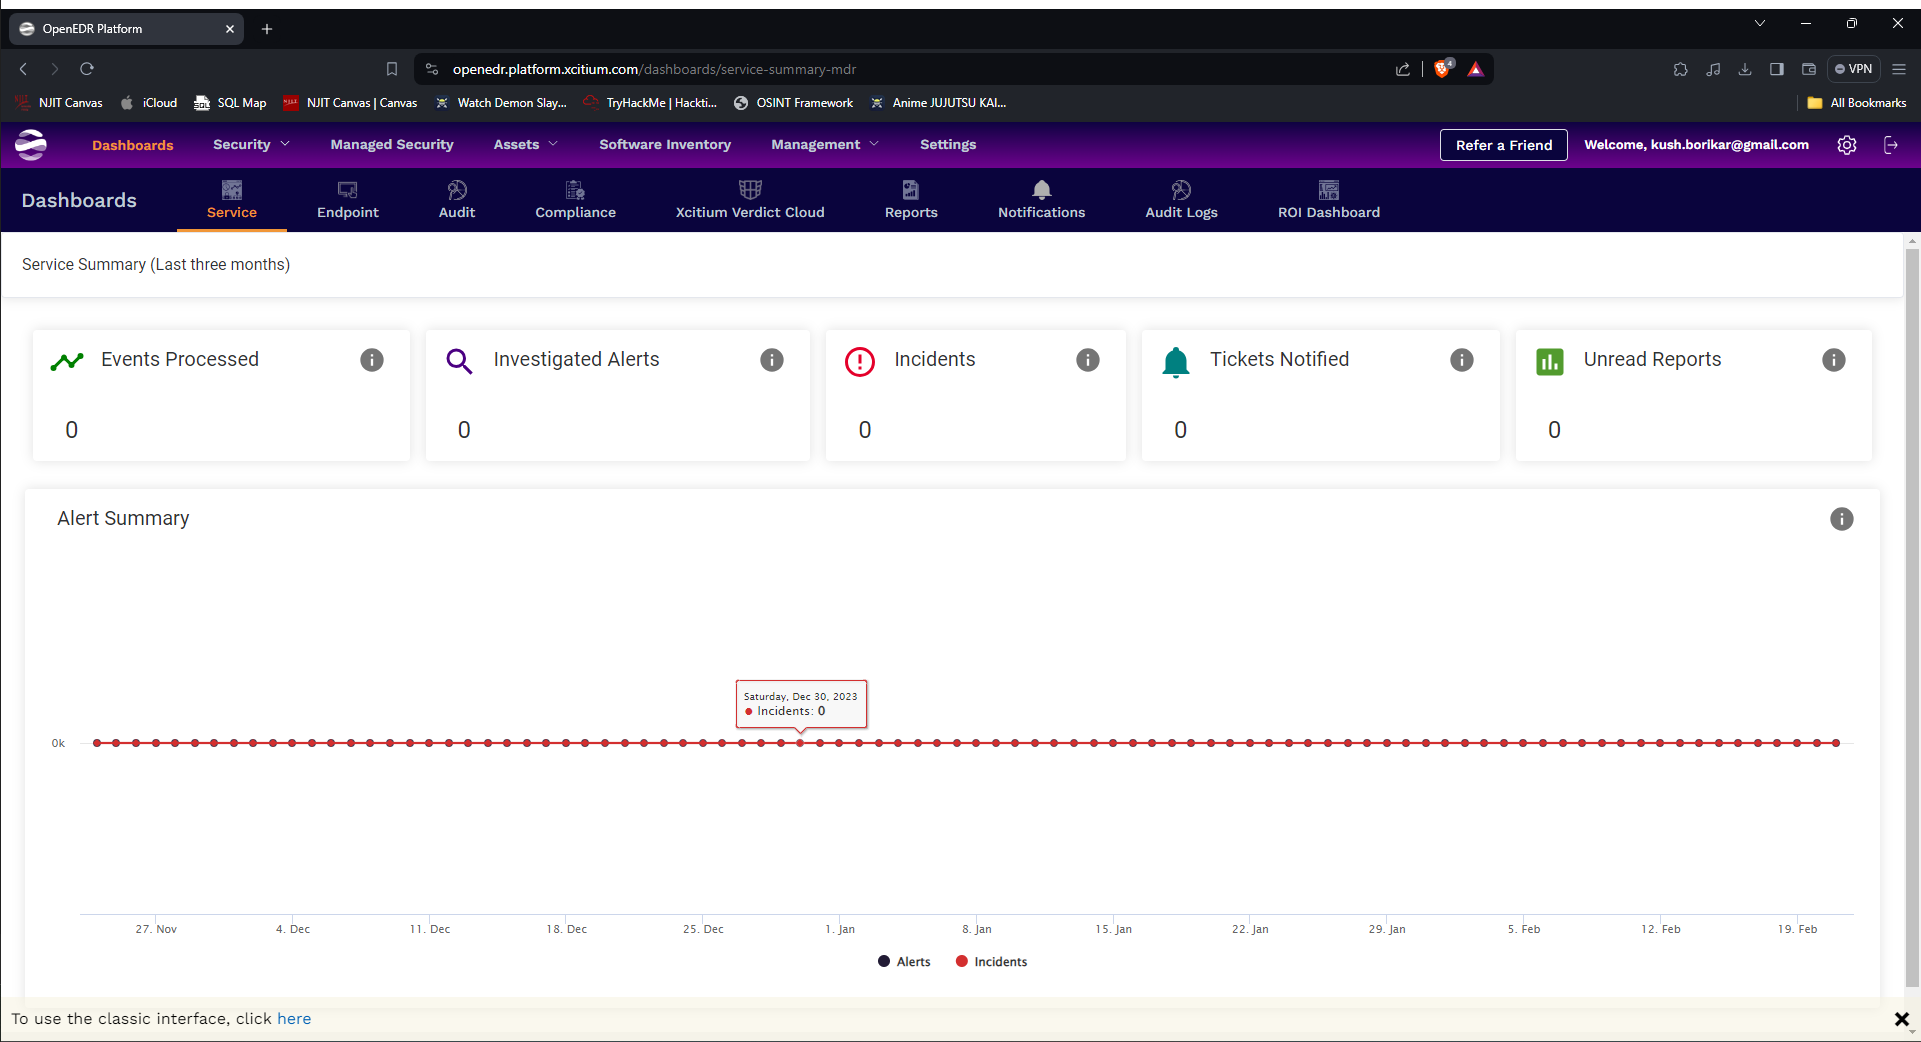 OpenEDR Platform
openedr.platform.xcitium.com/dashboards/service-summary-mdr
4
VPN
NJIT Canvas
iCloud
SQL Map
NJIT Canvas | Canvas
Watch Demon Slay...
TryHackMe | Hackti...
OSINT Framework
Anime JUJUTSU KAI...
All Bookmarks
Dashboards
Security
Managed Security
Assets
Software Inventory
Management
Settings
Refer a Friend
Welcome, kush.borikar@gmail.com
Dashboards
Service
Endpoint
Audit
Compliance
Xcitium Verdict Cloud
Reports
Notifications
Audit Logs
ROI Dashboard
Service Summary (Last three months)
Events Processed
0
Investigated Alerts
0
Incidents
0
Tickets Notified
0
Unread Reports
0
Alert Summary
Saturday, Dec 30, 2023
Incidents: 0
0k
27. Nov
4. Dec
11. Dec
18. Dec
25. Dec
1. Jan
8. Jan
15. Jan
22. Jan
29. Jan
5. Feb
12. Feb
19. Feb
Alerts
Incidents
To use the classic interface, click here